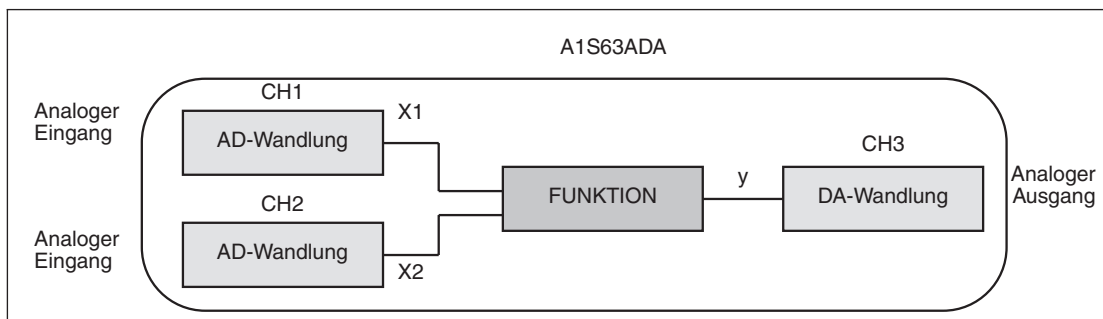 A1S63ADA
CH1
Analoger
Eingang
AD-Wandlung
X1
CH2
Analoger
Eingang
AD-Wandlung
X2
FUNKTION
y
CH3
DA-Wandlung
Analoger
Ausgang